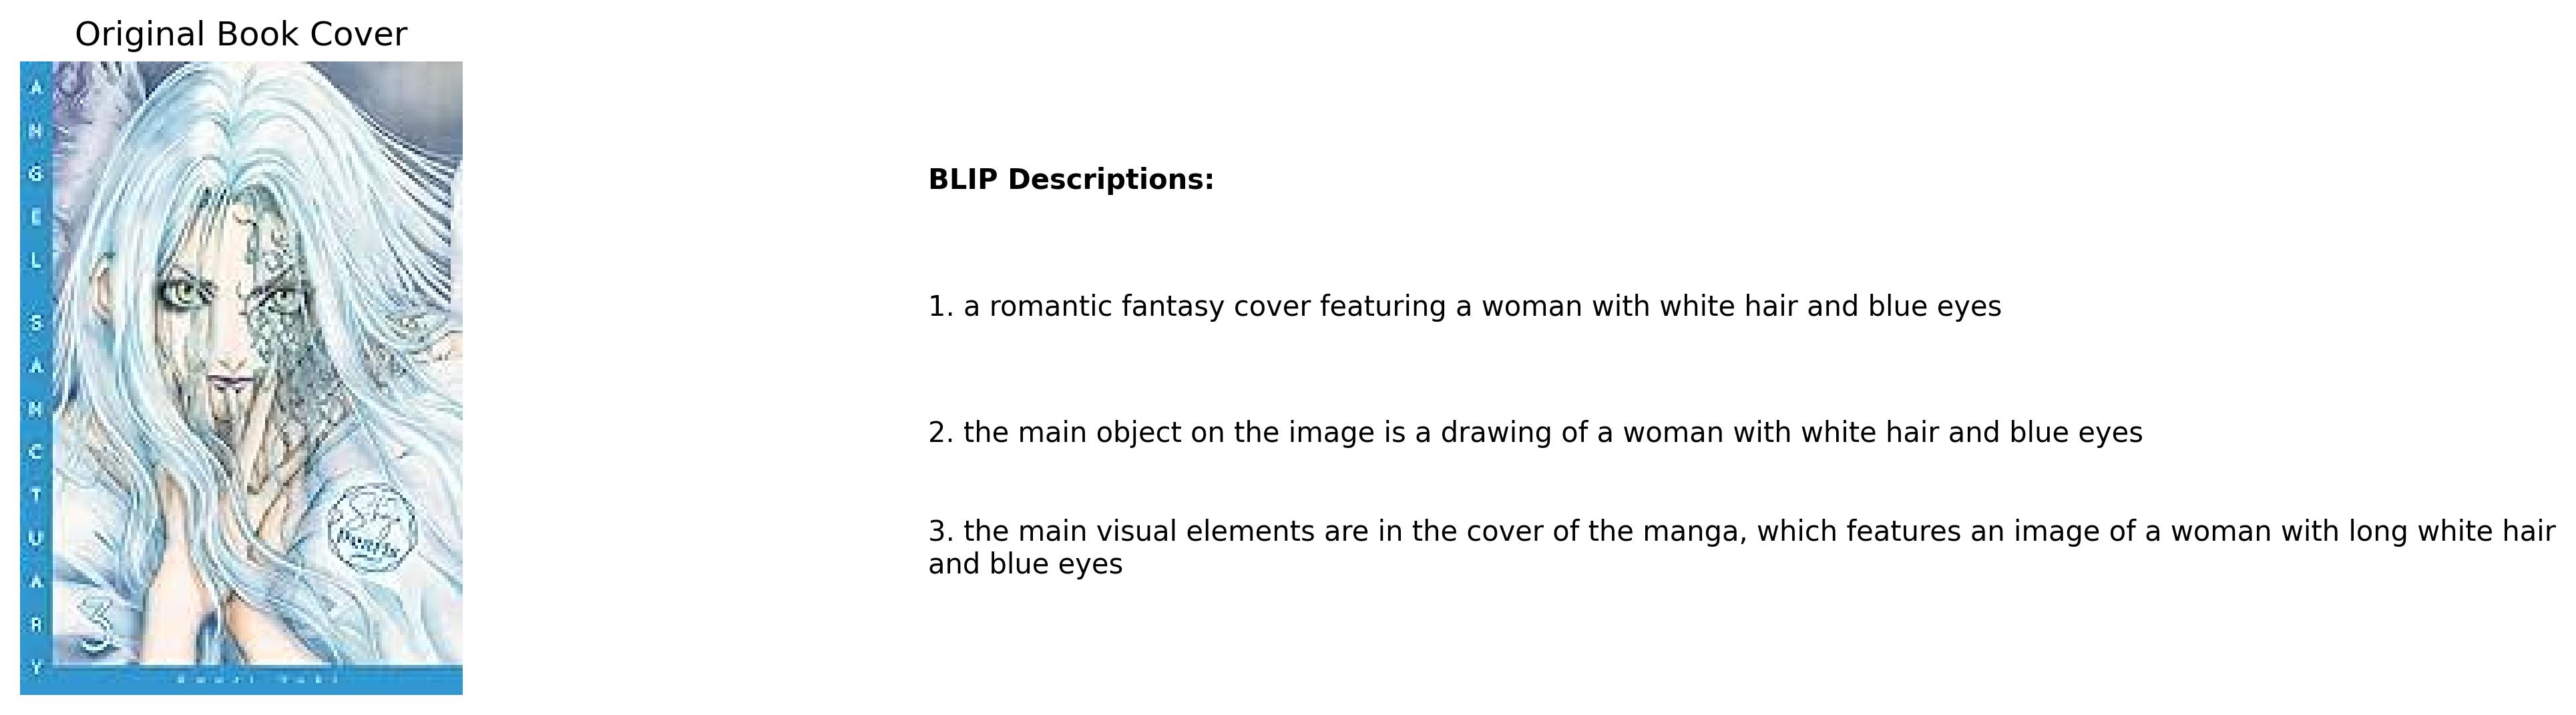 Original Book Cover
ANGEL SANCTUARY
3
BLIP Descriptions:
1. a romantic fantasy cover featuring a woman with white hair and blue eyes
2. the main object on the image is a drawing of a woman with white hair and blue eyes
3. the main visual elements are in the cover of the manga, which features an image of a woman with long white hair
and blue eyes